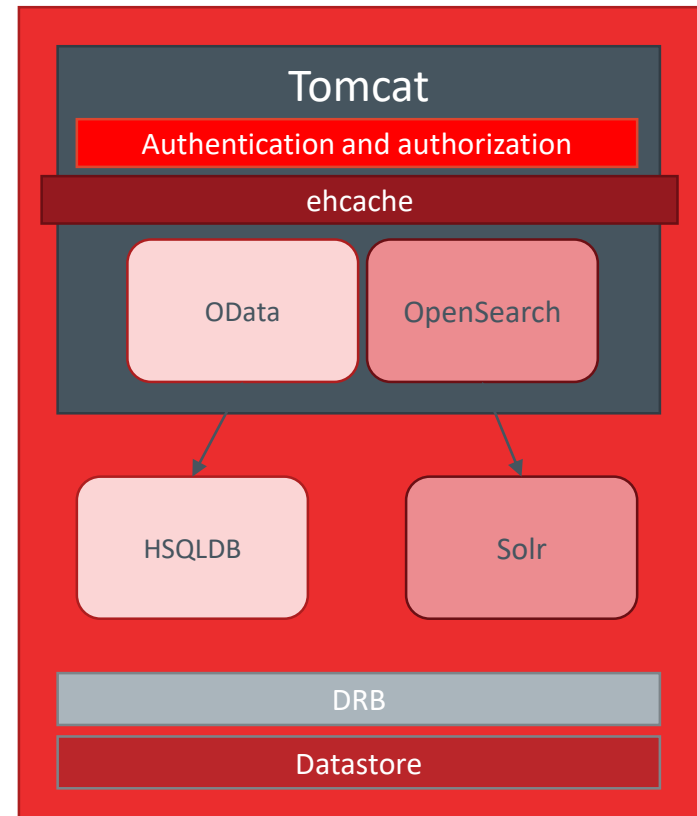 Tomcat
Authentication and authorization
ehcache
OData
OpenSearch
HSQLDB
Solr
DRB
Datastore